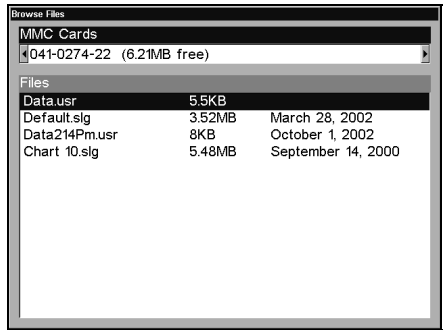 Browse Files
MMC Cards
041-0274-22 (6.21MB free)
Files
Data.usr 5.5KB
Default.slg 3.52MB March 28, 2002
Data214Pm.usr 8KB October 1, 2002
Chart 10.slg 5.48MB September 14, 2000